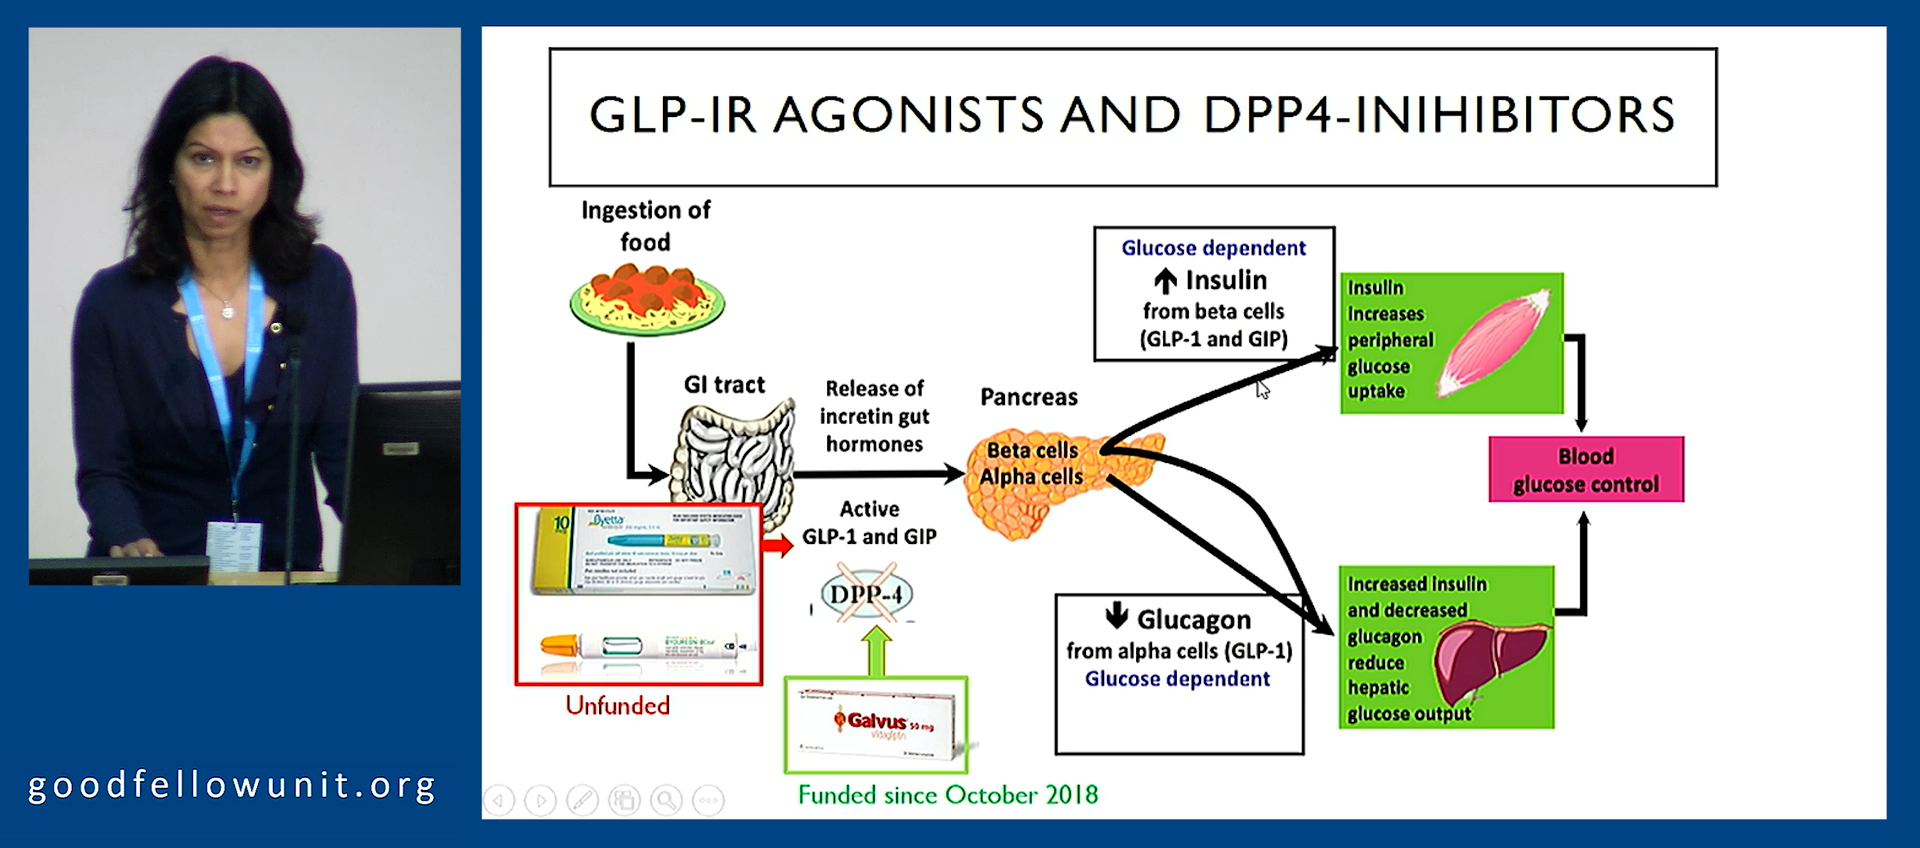 GLP-IR AGONISTS AND DPP4-INIHIBITORS
Ingestion of
food
GI tract
Release of
incretin gut
hormones
Pancreas
Beta cells
Alpha cells
Glucose dependent
↑ Insulin
from beta cells
(GLP-1 and GIP)
Insulin
increases
peripheral
glucose
uptake
Blood
glucose control
Active
GLP-1 and GIP
DPP-4
10
Byetta
Unfunded
Galvus 50 mg
vildagliptin
Funded since October 2018
↓ Glucagon
from alpha cells (GLP-1)
Glucose dependent
Increased insulin
and decreased
glucagon
reduce
hepatic
glucose output
goodfellowunit.org